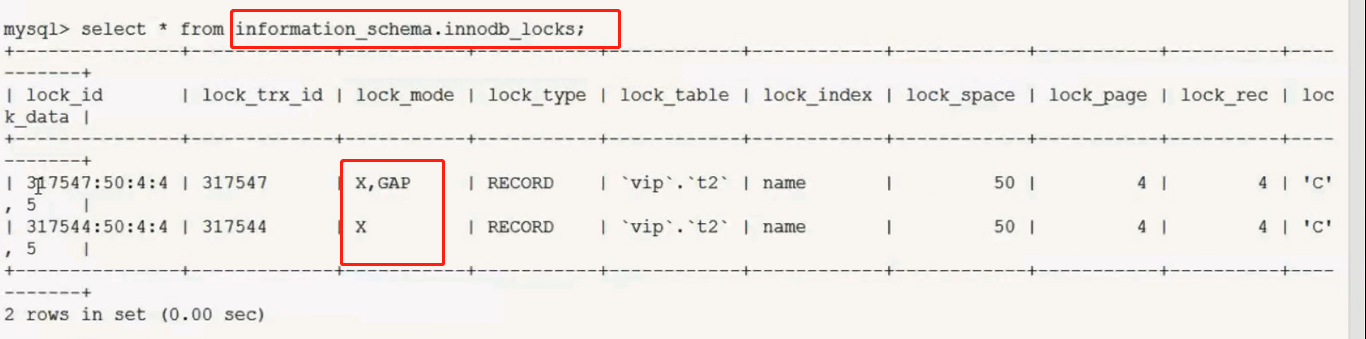 mysql> select * from information_schema.innodb_locks;
+----------------+-------------+-----------+-----------+------------+------------+------------+-----------+----------+----
-------+
| lock_id        | lock_trx_id | lock_mode | lock_type | lock_table | lock_index | lock_space | lock_page | lock_rec | loc
k_data |
+----------------+-------------+-----------+-----------+------------+------------+------------+-----------+----------+----
-------+
| 317547:50:4:4 | 317547      | X,GAP     | RECORD    | `vip`.`t2` | name       |         50 |         4 |        4 | 'C'
, 5    |
| 317544:50:4:4 | 317544      | X         | RECORD    | `vip`.`t2` | name       |         50 |         4 |        4 | 'C'
, 5    |
+----------------+-------------+-----------+-----------+------------+------------+------------+-----------+----------+----
-------+
2 rows in set (0.00 sec)